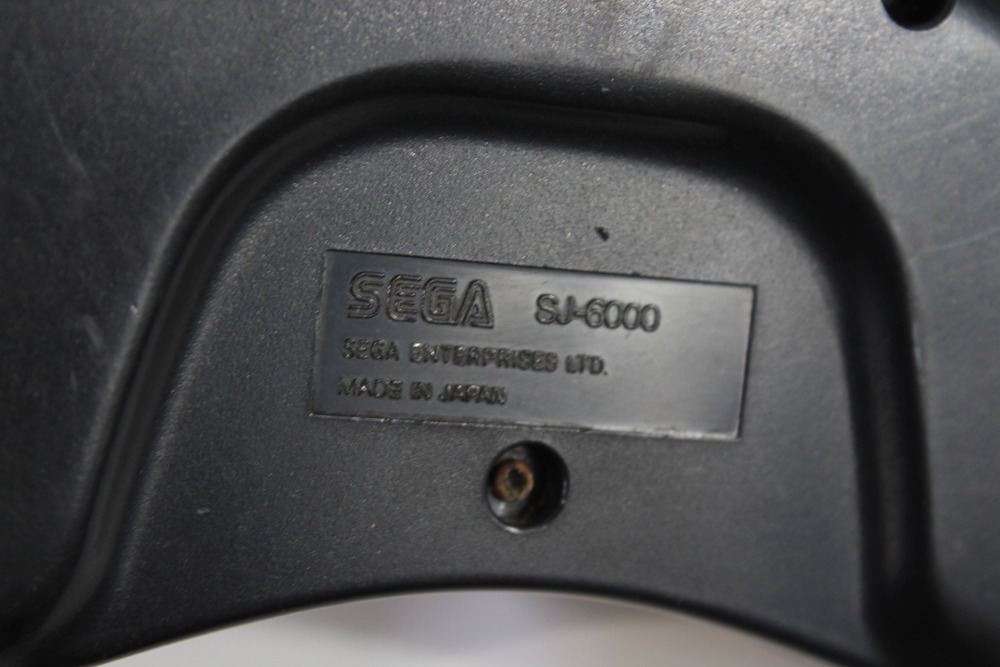 SEGA SJ-6000
SEGA ENTERPRISES LTD.
MADE IN JAPAN